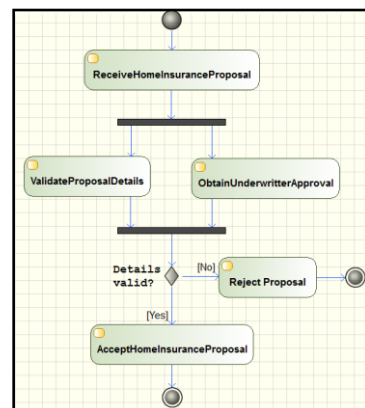 ReceiveHomeInsuranceProposal
ValidateProposalDetails
ObtainUnderwritterApproval
Details
valid?
[No]
Reject Proposal
[Yes]
AcceptHomeInsuranceProposal